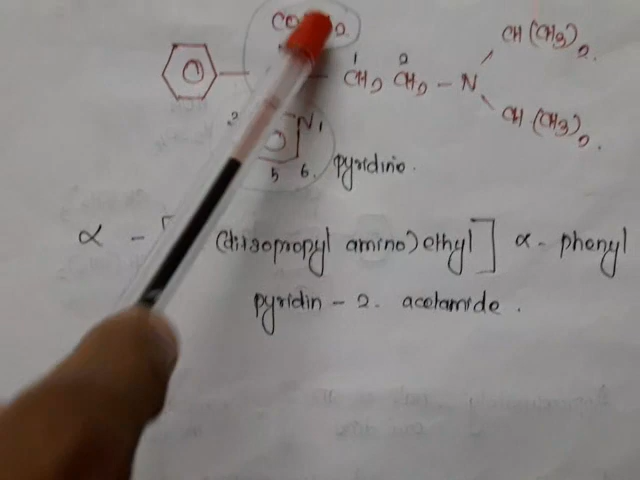 CH(CH3)2.
CH2 CH2 - N
1 2
CH (CH3)2.
N 1
5 6. pyridine.
α - (diisopropyl amino) ethyl] α - phenyl
pyridin - 2. acetamide.